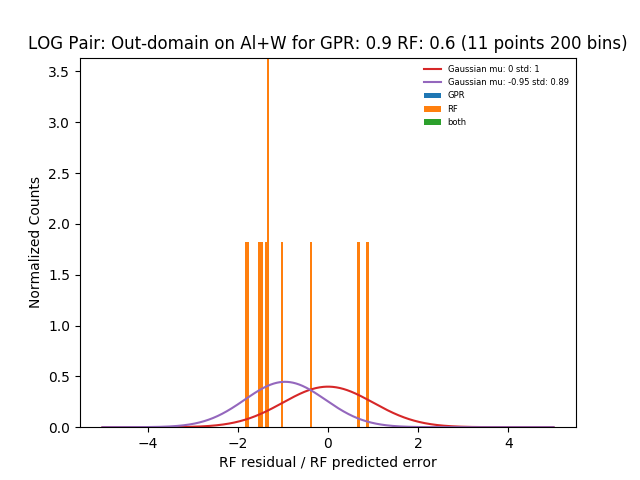 LOG Pair: Out-domain on Al+W for GPR: 0.9 RF: 0.6 (11 points 200 bins)
Gaussian mu: 0 std: 1
Gaussian mu: -0.95 std: 0.89
GPR
RF
both
Normalized Counts
3.5
3.0
2.5
2.0
1.5
1.0
0.5
0.0
−4
−2
0
2
4
RF residual / RF predicted error